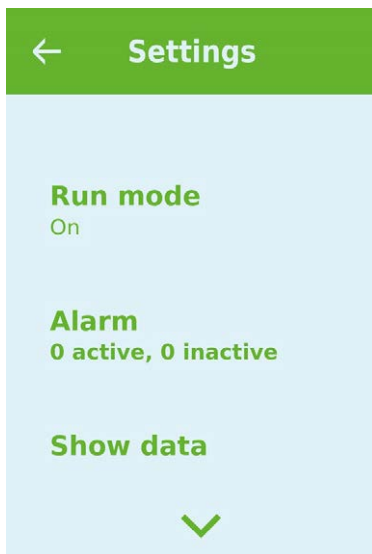 Settings
Run mode
On
Alarm
0 active, 0 inactive
Show data